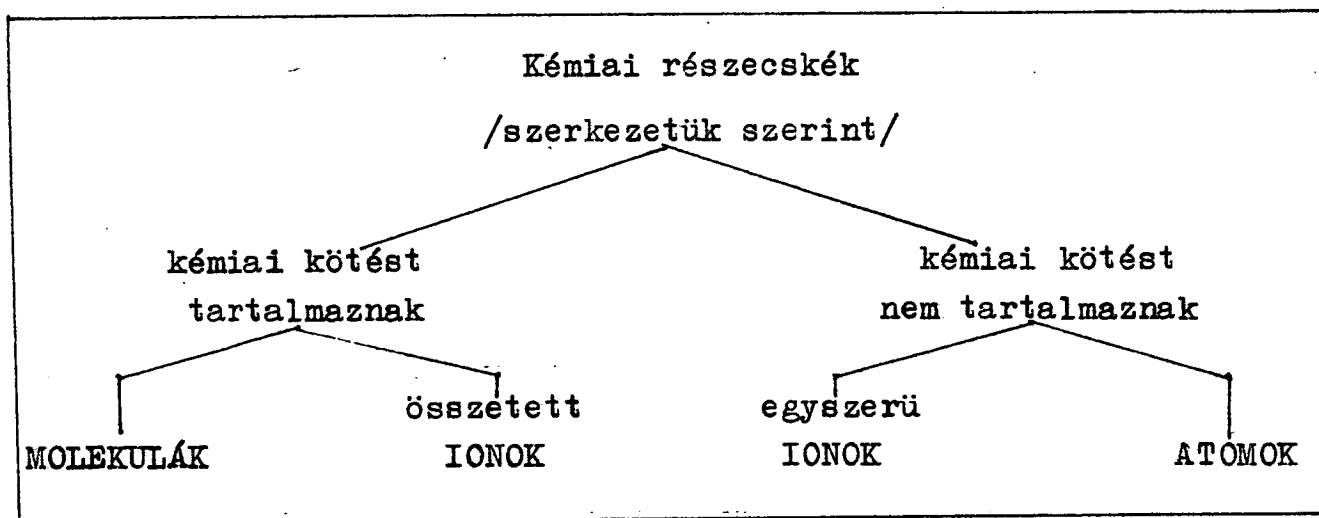 Kémiai részecskék
/szerkezetük szerint/
kémiai kötést
tartalmaznak
kémiai kötést
nem tartalmaznak
MOLEKULÁK
összetett
IONOK
egyszerü
IONOK
ATOMOK